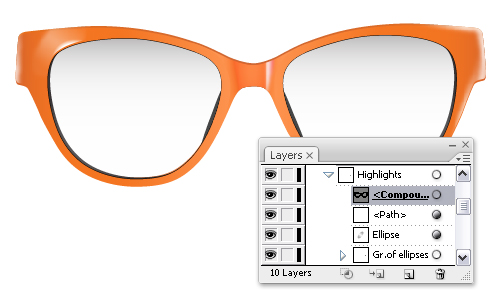 Layers ×
Highlights
<Compou...
<Path>
Ellipse
Gr.of ellipses
10 Layers